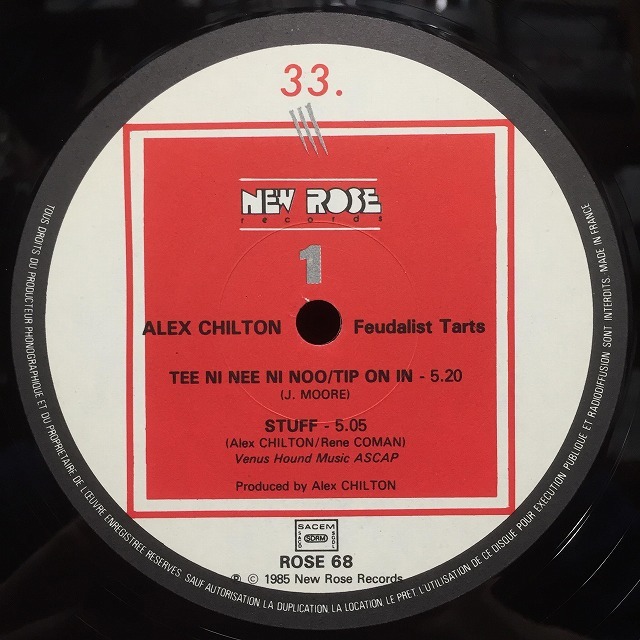 33.
NEW ROSE
records
1
ALEX CHILTON Feudalist Tarts
TEE NI NEE NI NOO/TIP ON IN - 5.20
(J. MOORE)
STUFF - 5.05
(Alex CHILTON/Rene COMAN)
Venus Hound Music ASCAP
Produced by Alex CHILTON
SACEM
SACD SDRM SGDL
ROSE 68
℗ © 1985 New Rose Records
TOUS DROITS DU PRODUCTEUR PHONOGRAPHIQUE ET DU PROPRIETAIRE DE L'ŒUVRE ENREGISTREE RESERVES. SAUF AUTORISATION LA DUPLICATION LA LOCATION LE PRET L'UTILISATION DE CE DISQUE POUR EXECUTION PUBLIQUE ET RADIODIFFUSION SONT INTERDITS. MADE IN FRANCE